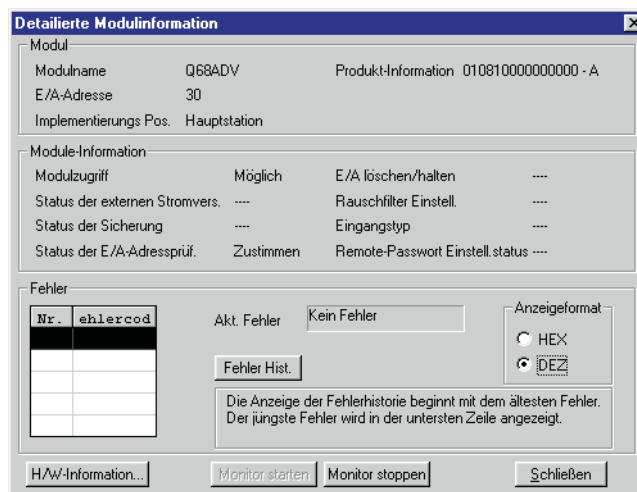 Detailierte Modulinformation
Modul
Modulname Q68ADV Produkt-Information 010810000000000 - A
E/A-Adresse 30
Implementierungs Pos. Hauptstation
Module-Information
Modulzugriff Möglich E/A löschen/halten ----
Status der externen Stromvers. ---- Rauschfilter Einstell. ----
Status der Sicherung ---- Eingangstyp ----
Status der E/A-Adressprüf. Zustimmen Remote-Passwort Einstell.status ----
Fehler
Nr. ehlercod Akt. Fehler Kein Fehler Anzeigeformat
HEX
DEZ
Fehler Hist.
Die Anzeige der Fehlerhistorie beginnt mit dem ältesten Fehler.
Der jüngste Fehler wird in der untersten Zeile angezeigt.
H/W-Information... Monitor starten Monitor stoppen Schließen